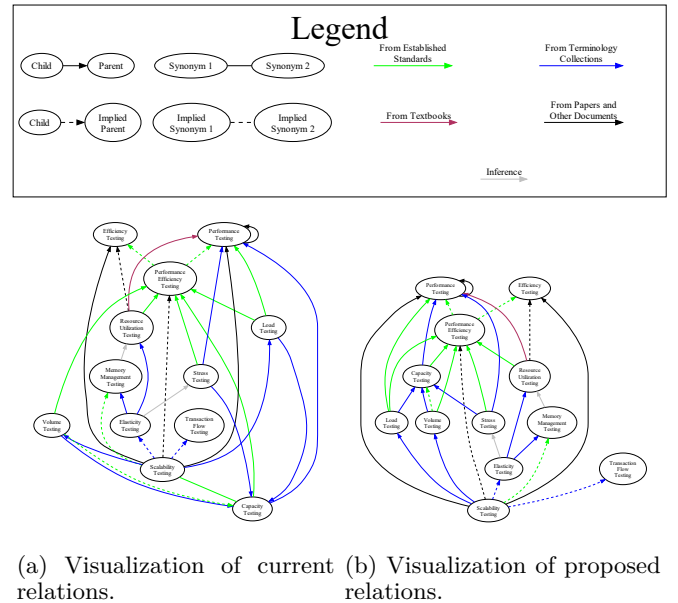 Legend
Child
Parent
Synonym 1
Synonym 2
From Established
Standards
From Terminology
Collections
Child
Implied
Parent
Implied
Synonym 1
Implied
Synonym 2
From Textbooks
From Papers and
Other Documents
Inference
Efficiency
Testing
Performance
Testing
Performance
Efficiency
Testing
Resource
Utilization
Testing
Load
Testing
Memory
Management
Testing
Stress
Testing
Volume
Testing
Elasticity
Testing
Transaction
Flow
Testing
Scalability
Testing
Capacity
Testing
Performance
Testing
Efficiency
Testing
Performance
Efficiency
Testing
Capacity
Testing
Resource
Utilization
Testing
Load
Testing
Volume
Testing
Stress
Testing
Memory
Management
Testing
Elasticity
Testing
Transaction
Flow
Testing
Scalability
Testing
(a) Visualization of current
relations.
(b) Visualization of proposed
relations.